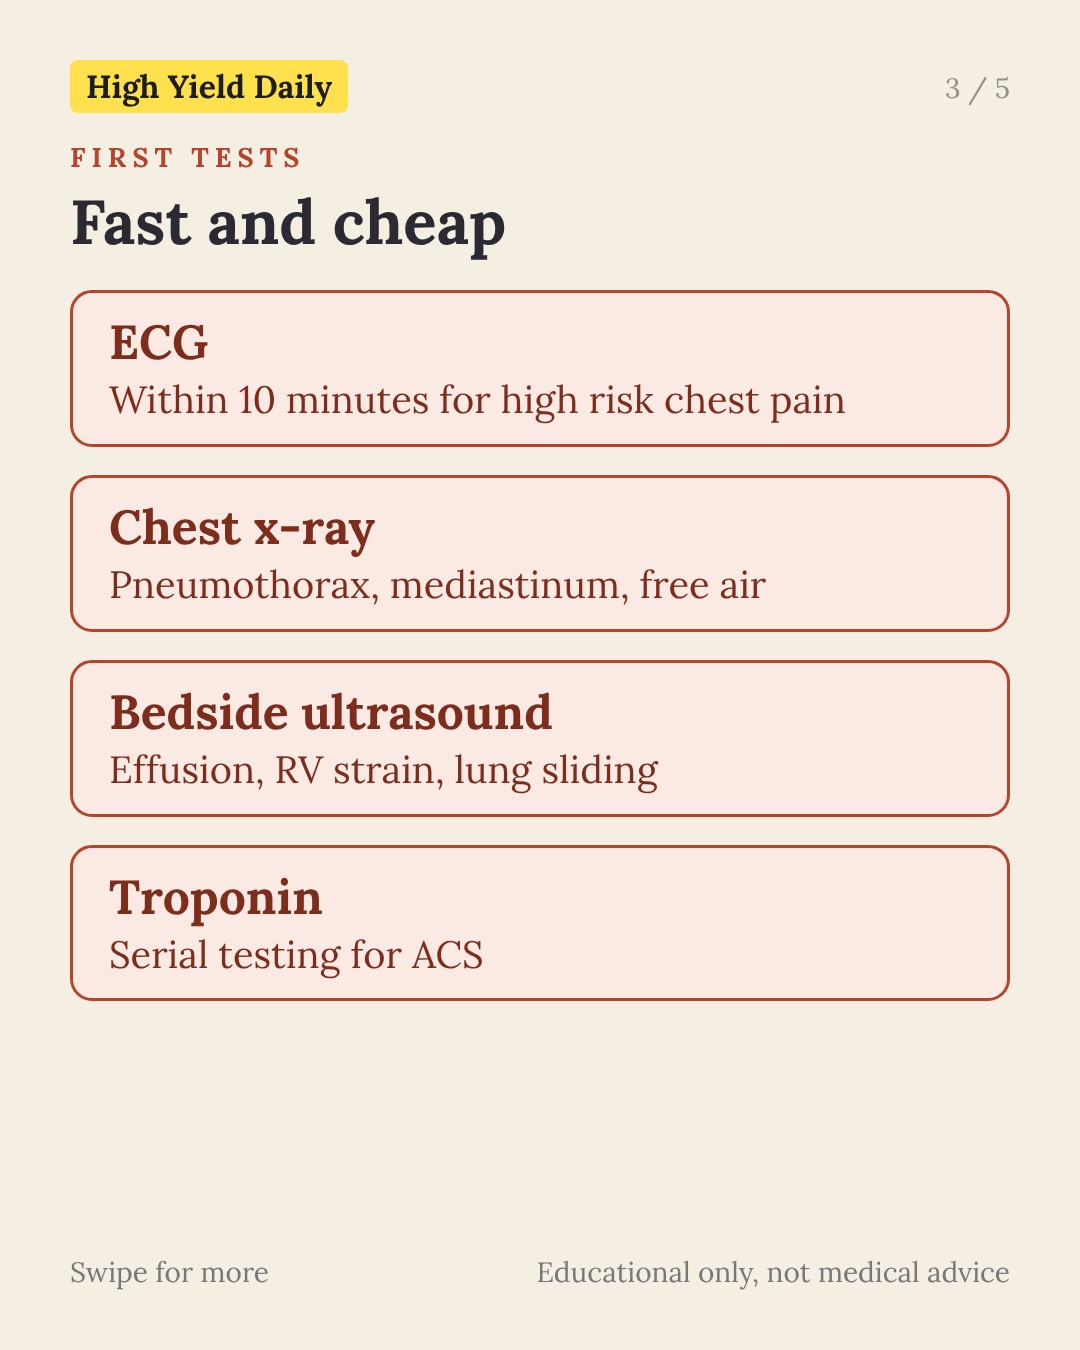 High Yield Daily
3 / 5
FIRST TESTS
Fast and cheap
ECG
Within 10 minutes for high risk chest pain
Chest x-ray
Pneumothorax, mediastinum, free air
Bedside ultrasound
Effusion, RV strain, lung sliding
Troponin
Serial testing for ACS
Swipe for more
Educational only, not medical advice